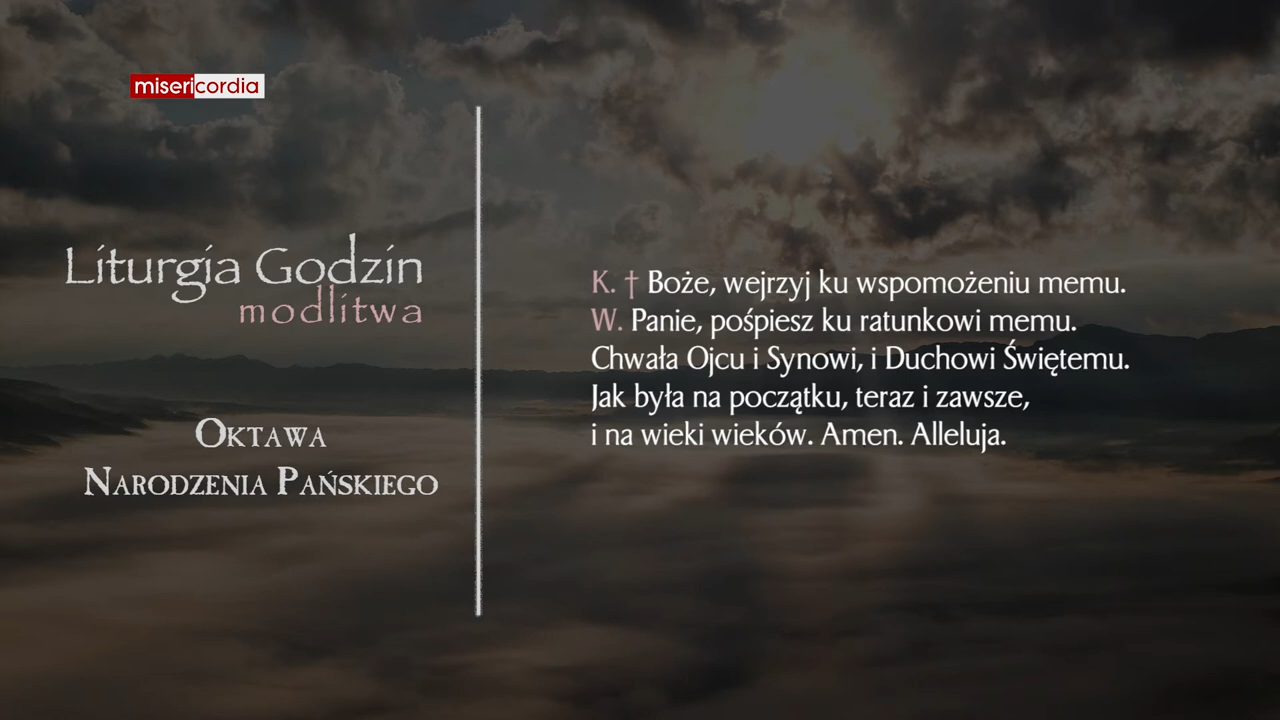 misericordia
Liturgia Godzin
modlitwa
Oktawa
Narodzenia Pańskiego
K. † Boże, wejrzyj ku wspomożeniu memu.
W. Panie, pośpiesz ku ratunkowi memu.
Chwała Ojcu i Synowi, i Duchowi Świętemu.
Jak była na początku, teraz i zawsze,
i na wieki wieków. Amen. Alleluja.